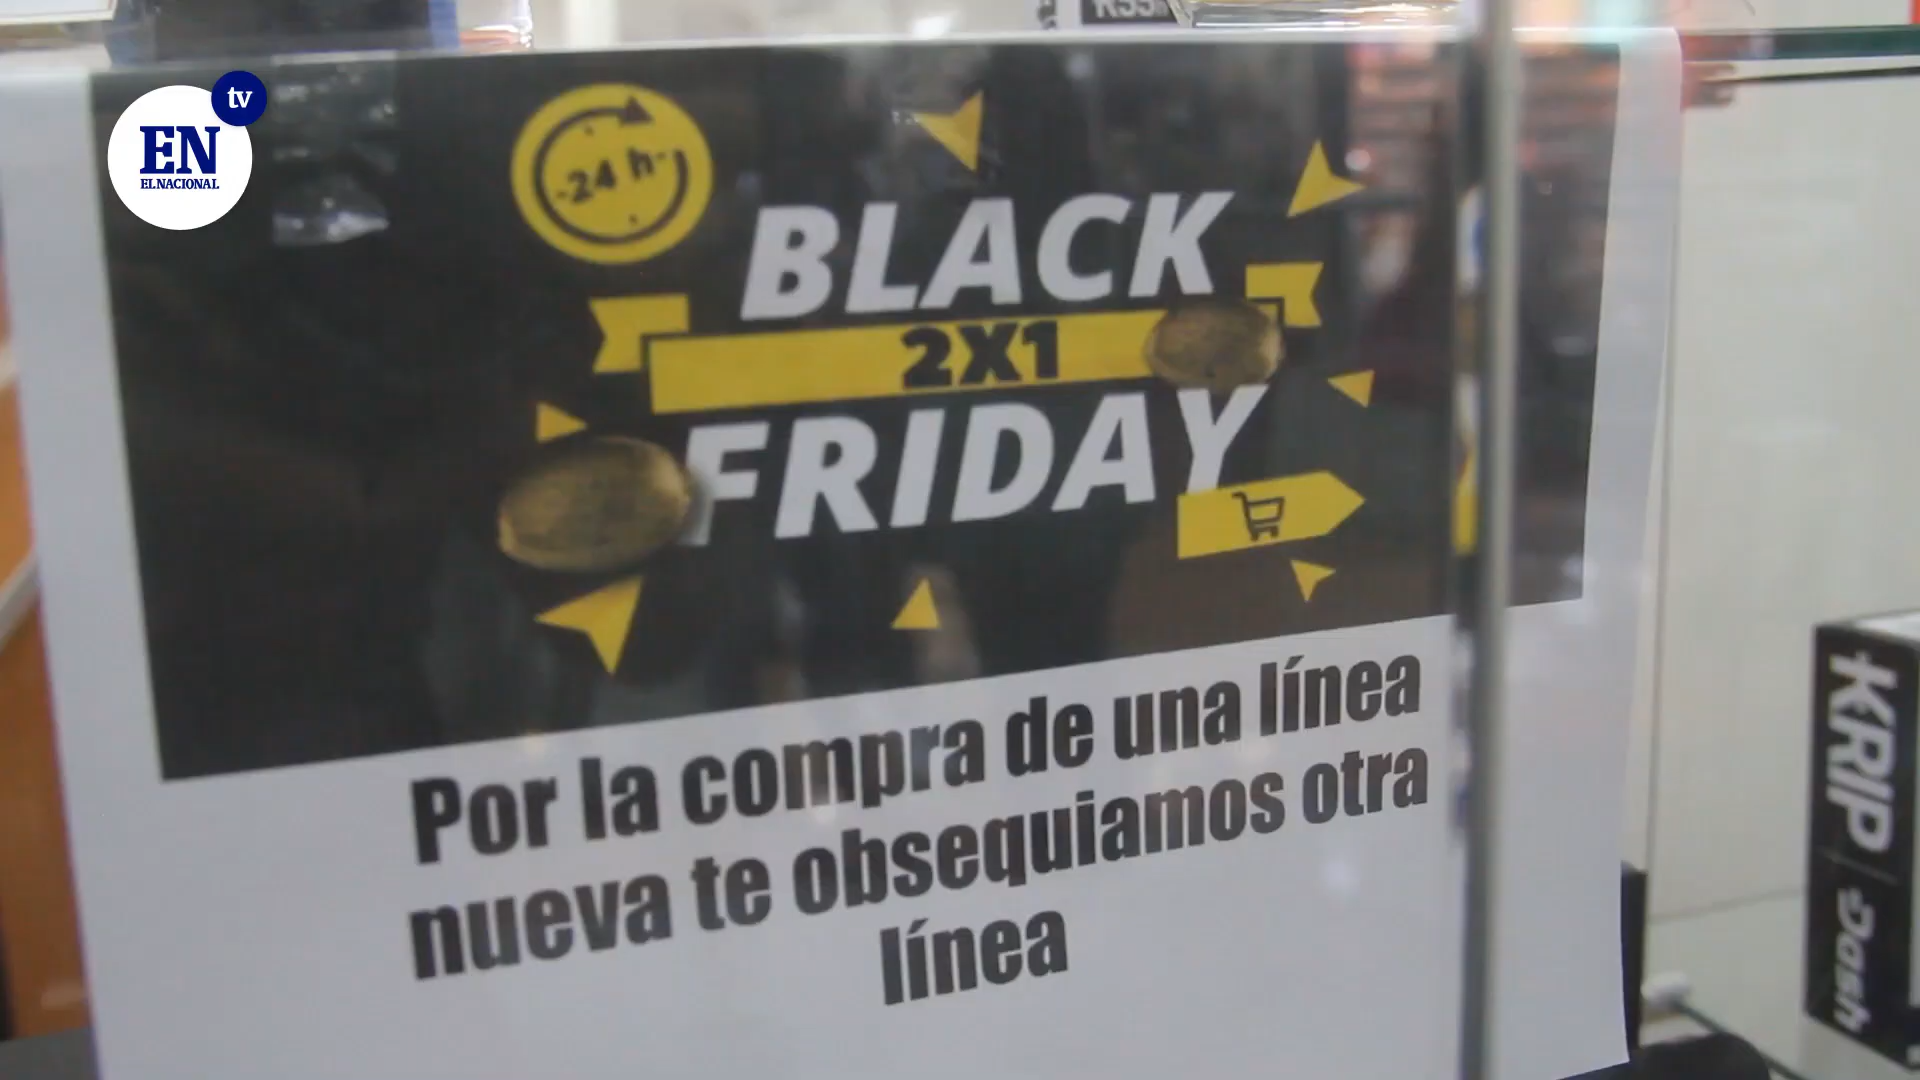 tv
EN
EL NACIONAL
-24 h-
BLACK
2X1
FRIDAY
Por la compra de una línea
nueva te obsequiamos otra
línea
KRIP
Dash